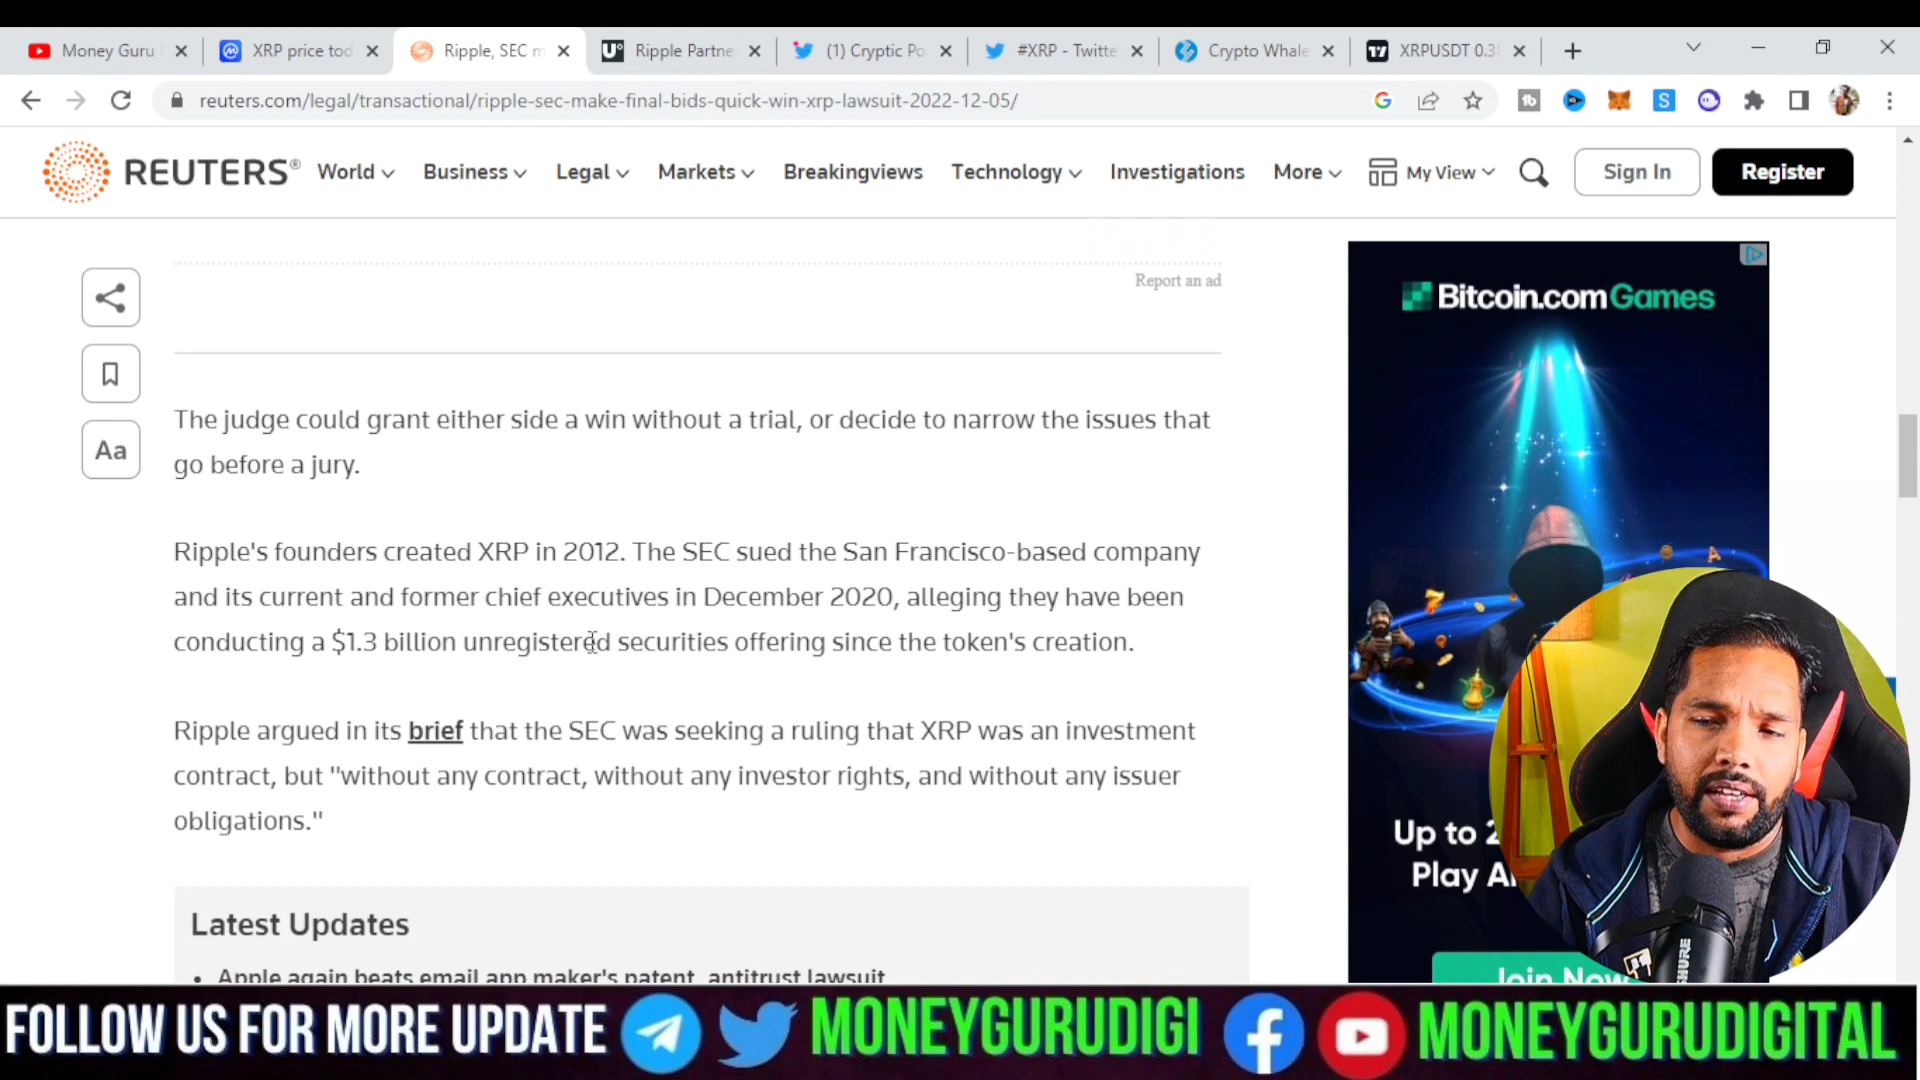 Money Guru
XRP price tod
Ripple, SEC m
Ripple Partne
(1) Cryptic Po
#XRP - Twitte
Crypto Whale
XRPUSDT 0.38
reuters.com/legal/transactional/ripple-sec-make-final-bids-quick-win-xrp-lawsuit-2022-12-05/
REUTERS®
World
Business
Legal
Markets
Breakingviews
Technology
Investigations
More
My View
Sign In
Register
Report an ad
Bitcoin.com Games
Aa
The judge could grant either side a win without a trial, or decide to narrow the issues that
go before a jury.
Ripple's founders created XRP in 2012. The SEC sued the San Francisco-based company
and its current and former chief executives in December 2020, alleging they have been
conducting a $1.3 billion unregistered securities offering since the token's creation.
Ripple argued in its brief that the SEC was seeking a ruling that XRP was an investment
contract, but "without any contract, without any investor rights, and without any issuer
obligations."
Up to 2
Play A
Join Now
SHURE
Latest Updates
• Apple again beats email app maker's patent, antitrust lawsuit
FOLLOW US FOR MORE UPDATE
MONEYGURUDIGI
MONEYGURUDIGITAL